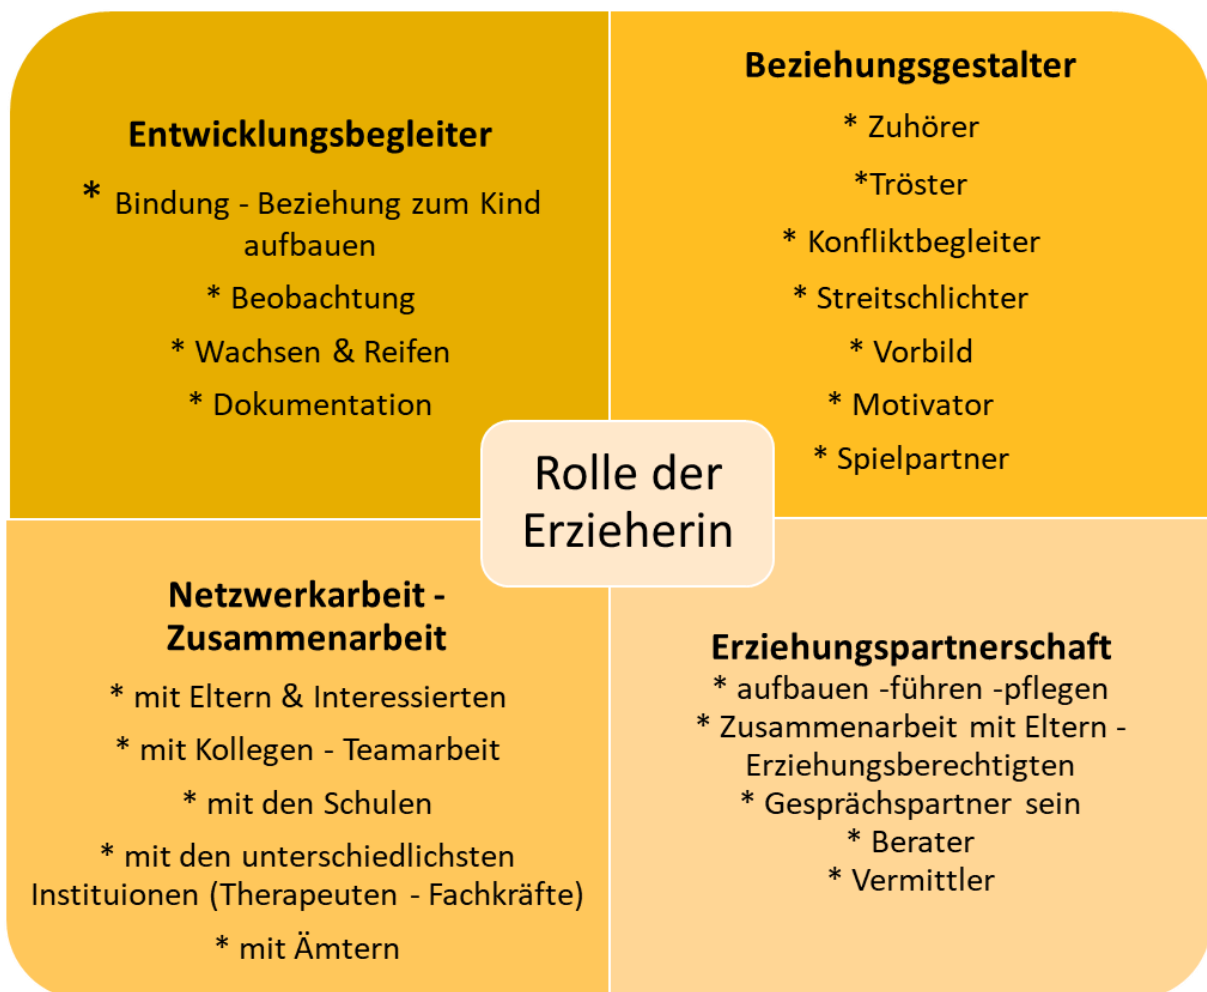 Entwicklungsbegleiter
* Bindung - Beziehung zum Kind
aufbauen
* Beobachtung
* Wachsen & Reifen
* Dokumentation
Beziehungsgestalter
* Zuhörer
*Tröster
* Konfliktbegleiter
* Streitschlichter
* Vorbild
* Motivator
* Spielpartner
Rolle der
Erzieherin
Netzwerkarbeit -
Zusammenarbeit
* mit Eltern & Interessierten
* mit Kollegen - Teamarbeit
* mit den Schulen
* mit den unterschiedlichsten
Instituionen (Therapeuten - Fachkräfte)
* mit Ämtern
Erziehungspartnerschaft
* aufbauen -führen -pflegen
* Zusammenarbeit mit Eltern -
Erziehungsberechtigten
* Gesprächspartner sein
* Berater
* Vermittler